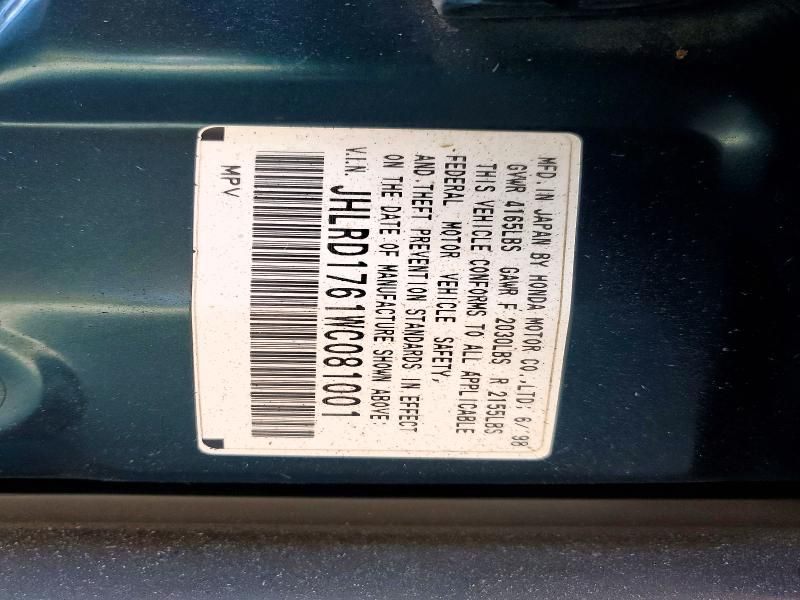 MFD. IN JAPAN BY HONDA MOTOR CO., LTD; 6/'98
GVWR 4165LBS GAWR F 2030LBS R 2155LBS
THIS VEHICLE CONFORMS TO ALL APPLICABLE
FEDERAL MOTOR VEHICLE SAFETY,
AND THEFT PREVENTION STANDARDS IN EFFECT
ON THE DATE OF MANUFACTURE SHOWN ABOVE:
V.I.N. JHLRD1761WC081001
MPV